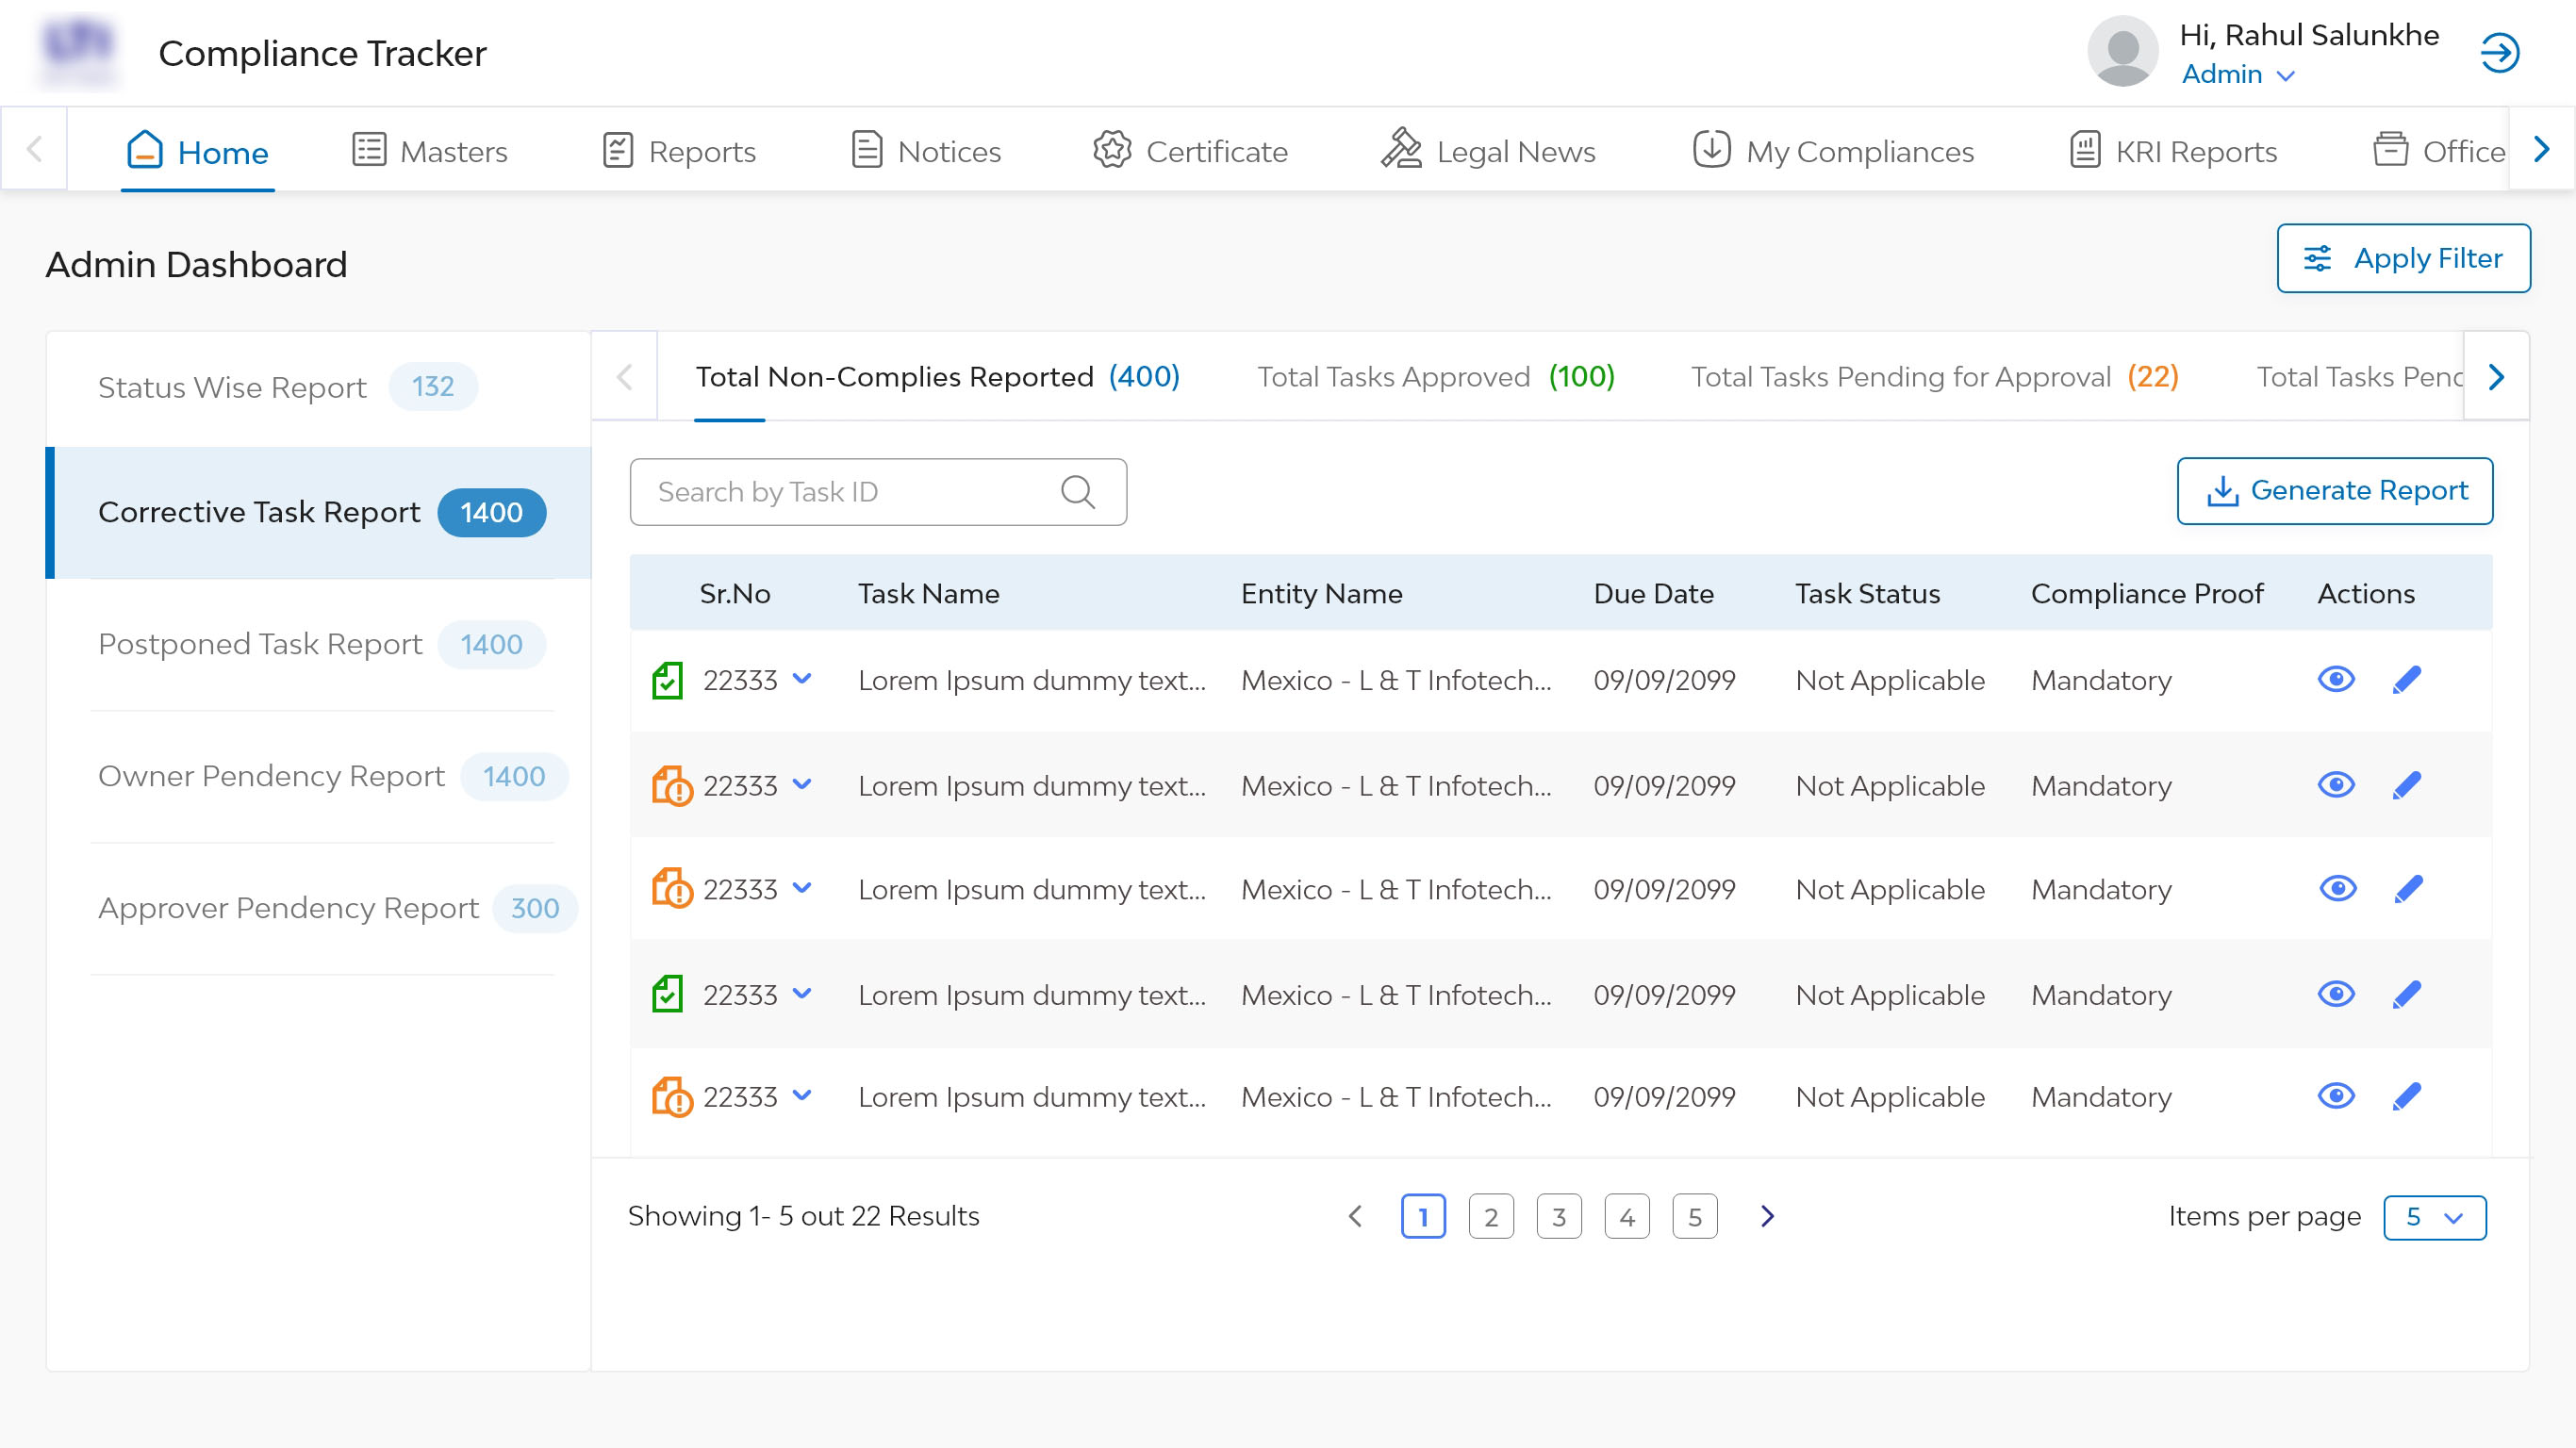 Compliance Tracker
Hi, Rahul Salunkhe
Admin
Home Masters Reports Notices Certificate Legal News My Compliances KRI Reports Office
Admin Dashboard
Apply Filter
Status Wise Report 132
Corrective Task Report 1400
Postponed Task Report 1400
Owner Pendency Report 1400
Approver Pendency Report 300
Total Non-Complies Reported (400) Total Tasks Approved (100) Total Tasks Pending for Approval (22) Total Tasks Pend
Search by Task ID
Generate Report
Sr.No Task Name Entity Name Due Date Task Status Compliance Proof Actions
22333 Lorem Ipsum dummy text... Mexico - L & T Infotech... 09/09/2099 Not Applicable Mandatory
22333 Lorem Ipsum dummy text... Mexico - L & T Infotech... 09/09/2099 Not Applicable Mandatory
22333 Lorem Ipsum dummy text... Mexico - L & T Infotech... 09/09/2099 Not Applicable Mandatory
22333 Lorem Ipsum dummy text... Mexico - L & T Infotech... 09/09/2099 Not Applicable Mandatory
22333 Lorem Ipsum dummy text... Mexico - L & T Infotech... 09/09/2099 Not Applicable Mandatory
Showing 1- 5 out 22 Results
1 2 3 4 5
Items per page 5